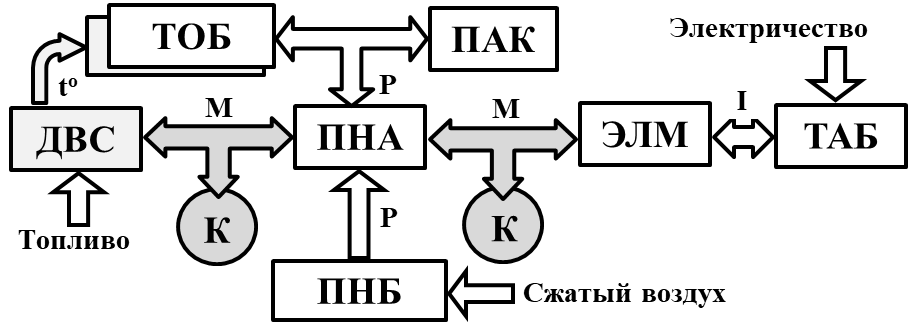 Электричество
ТОБ
ПАК
tº
Р
М
М
I
ДВС
ПНА
ЭЛМ
ТАБ
К
К
Р
Топливо
ПНБ
Сжатый воздух